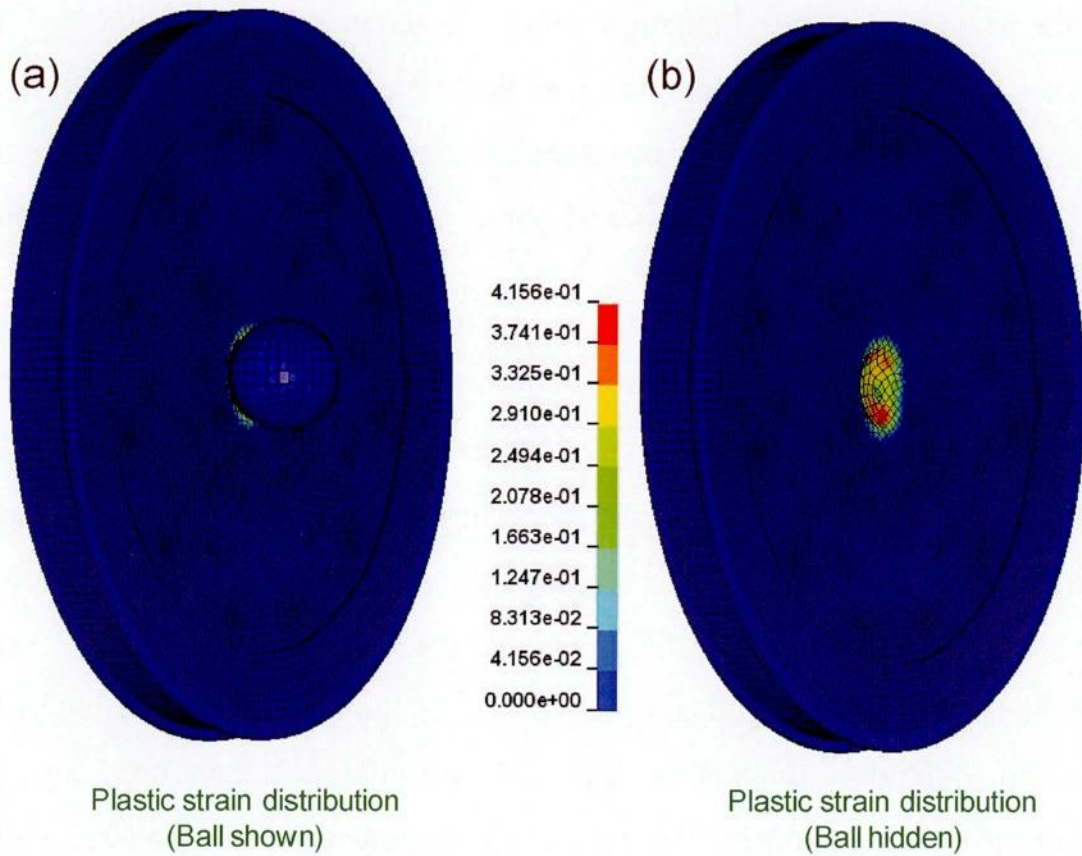 (a)
(b)
4.156e-01
3.741e-01
3.325e-01
2.910e-01
2.494e-01
2.078e-01
1.663e-01
1.247e-01
8.313e-02
4.156e-02
0.000e+00
Plastic strain distribution
(Ball shown)
Plastic strain distribution
(Ball hidden)